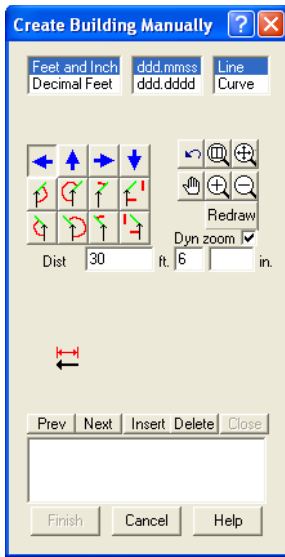 Create Building Manually
Feet and Inch ddd.mmss Line
Decimal Feet ddd.dddd Curve
Redraw
Dyn zoom
Dist 30 ft. 6 in.
Prev Next Insert Delete Close
Finish Cancel Help